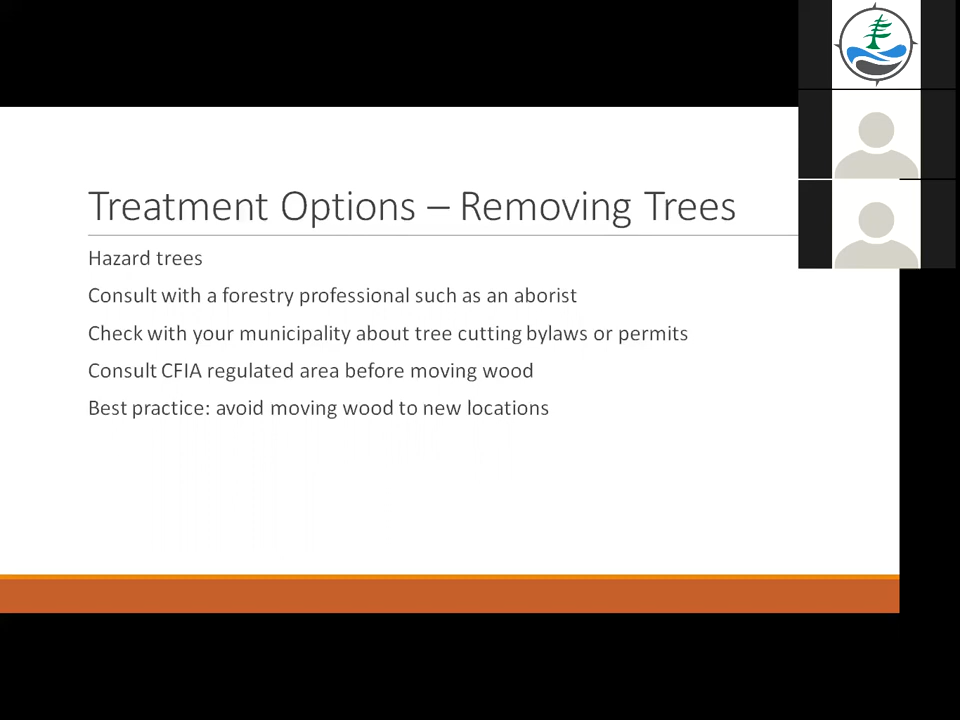 Treatment Options – Removing Trees
Hazard trees
Consult with a forestry professional such as an aborist
Check with your municipality about tree cutting bylaws or permits
Consult CFIA regulated area before moving wood
Best practice: avoid moving wood to new locations